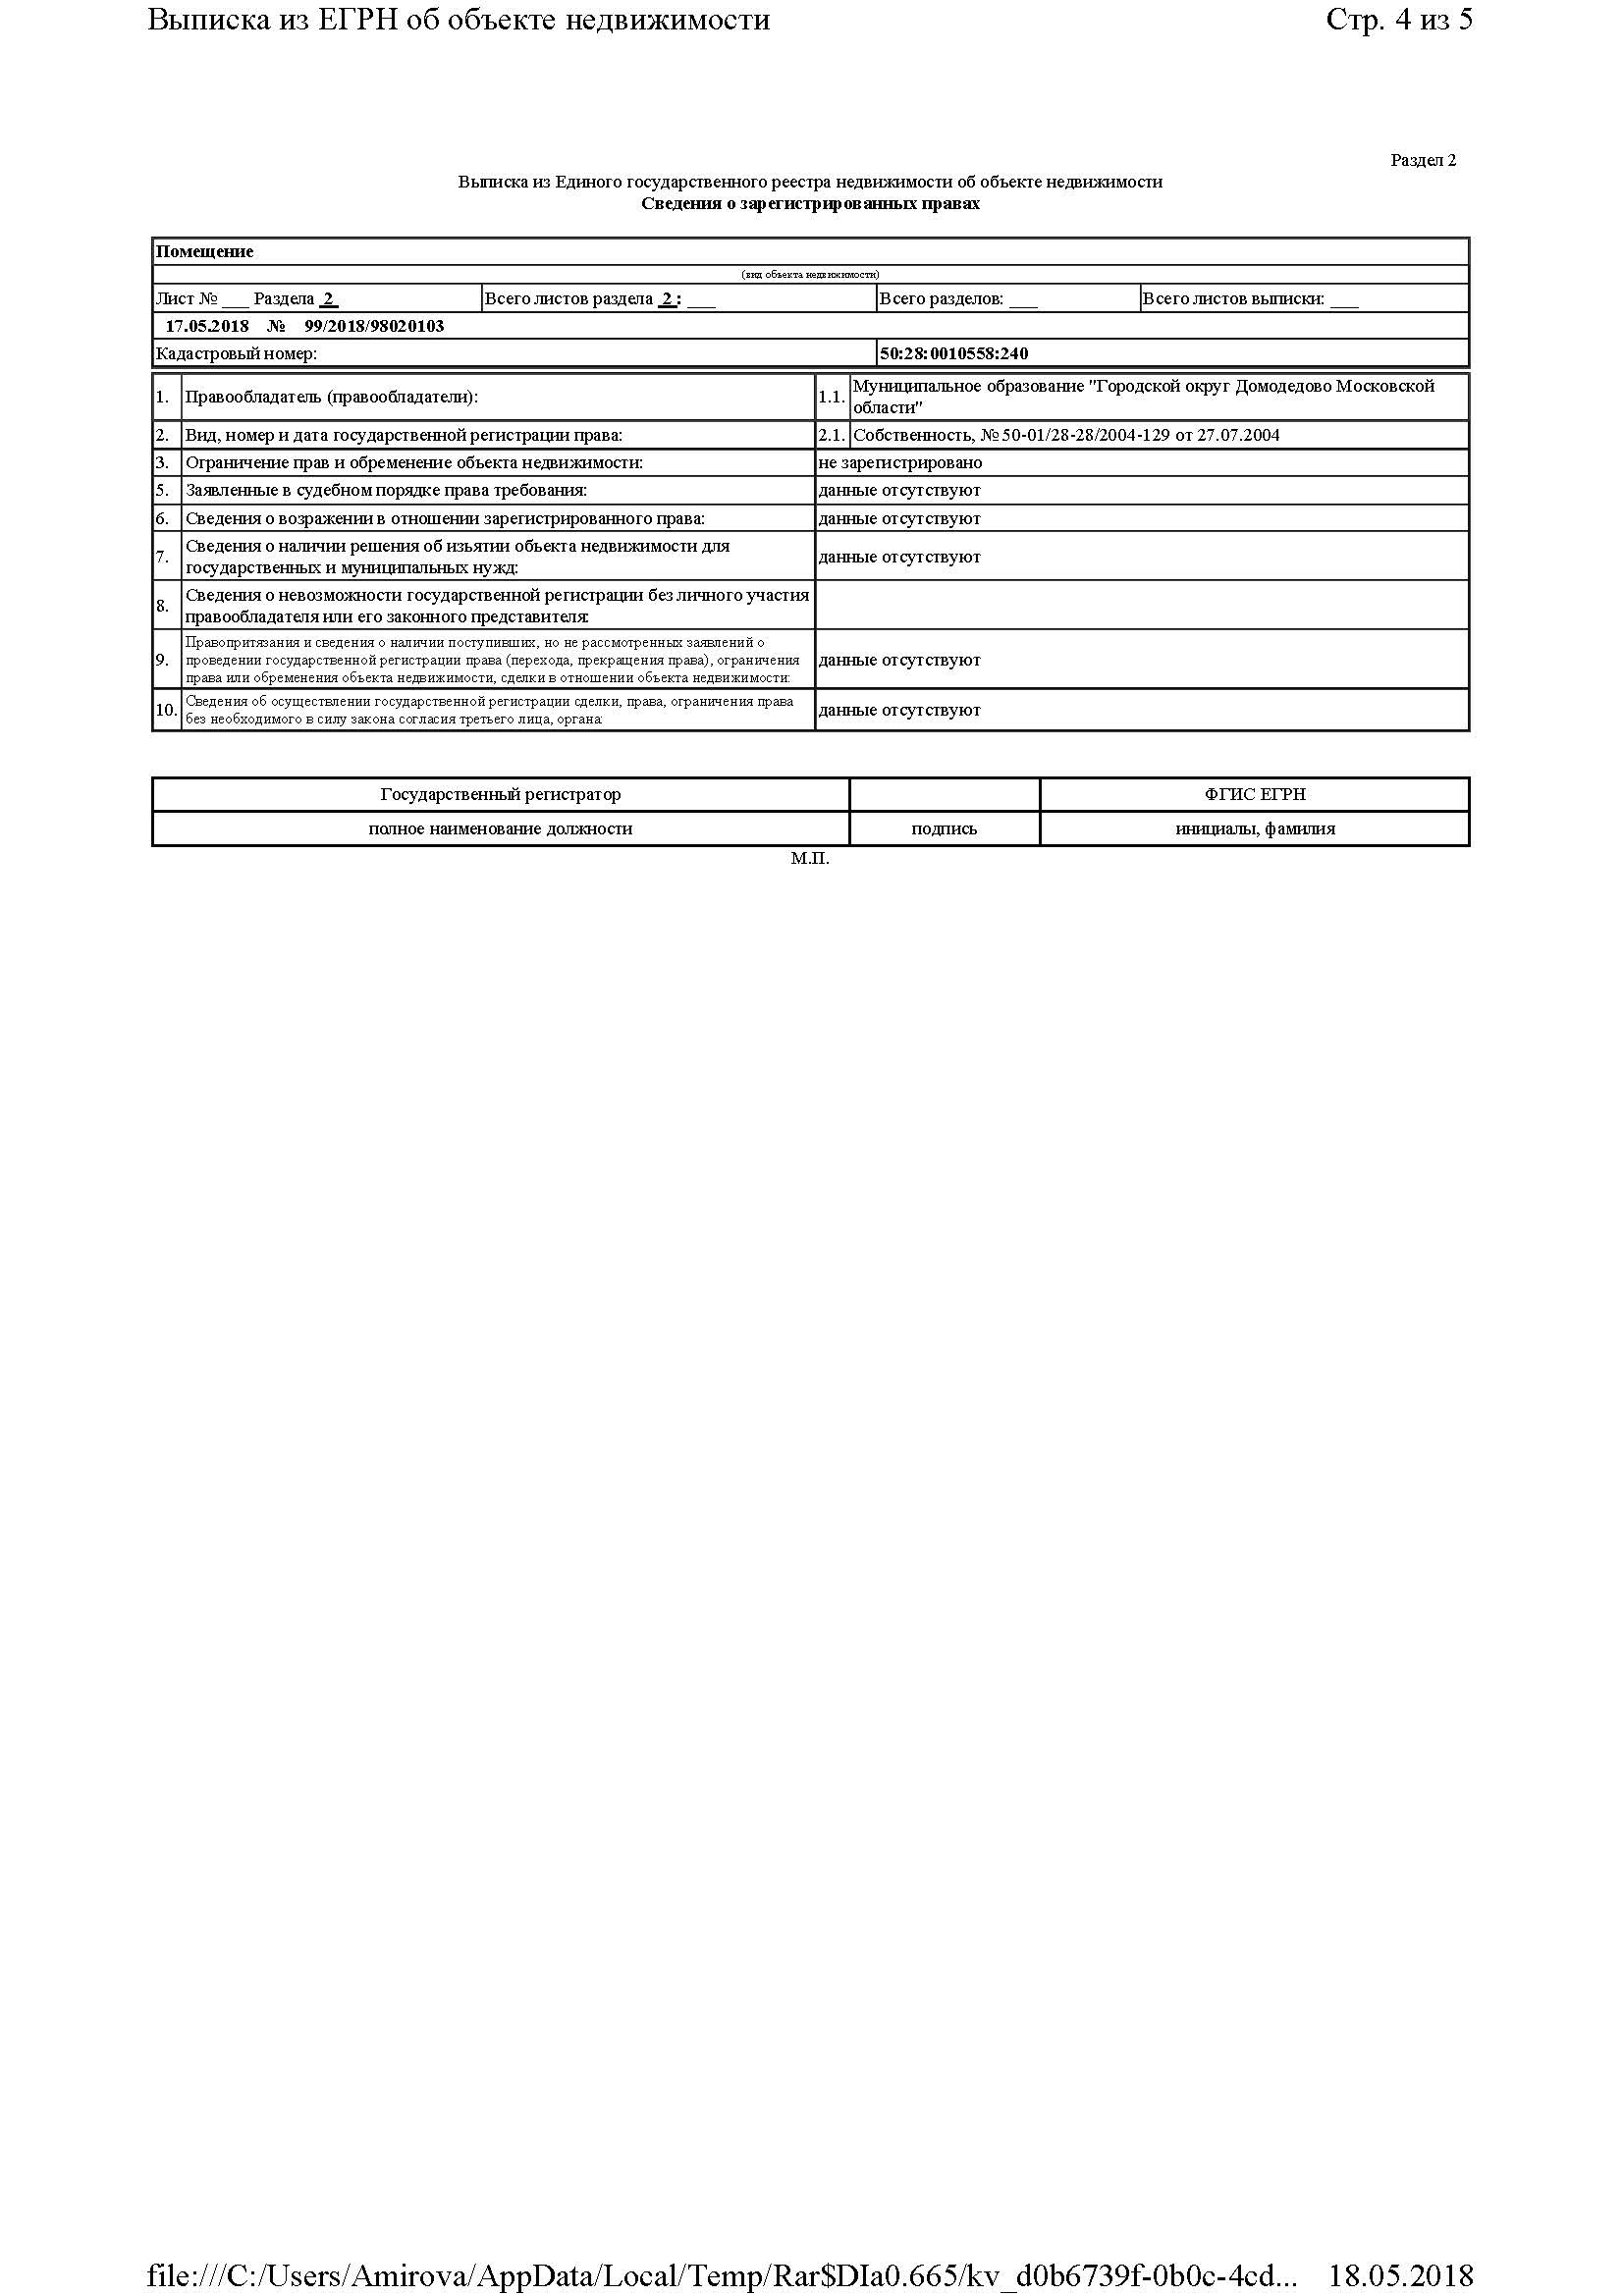 Выписка из ЕГРН об объекте недвижимости Стр. 4 из 5
Раздел 2
Выписка из Единого государственного реестра недвижимости об объекте недвижимости
Сведения о зарегистрированных правах
Помещение
(вид объекта недвижимости)
Лист № ___ Раздела 2 Всего листов раздела 2 : ___ Всего разделов: ___ Всего листов выписки: ___
17.05.2018 № 99/2018/98020103
Кадастровый номер: 50:28:0010558:240
1. Правообладатель (правообладатели): 1.1. Муниципальное образование "Городской округ Домодедово Московской
области"
2. Вид, номер и дата государственной регистрации права: 2.1. Собственность, № 50-01/28-28/2004-129 от 27.07.2004
3. Ограничение прав и обременение объекта недвижимости: не зарегистрировано
5. Заявленные в судебном порядке права требования: данные отсутствуют
6. Сведения о возражении в отношении зарегистрированного права: данные отсутствуют
7. Сведения о наличии решения об изъятии объекта недвижимости для
государственных и муниципальных нужд: данные отсутствуют
8. Сведения о невозможности государственной регистрации без личного участия
правообладателя или его законного представителя:
9. Правопритязания и сведения о наличии поступивших, но не рассмотренных заявлений о
проведении государственной регистрации права (перехода, прекращения права), ограничения
права или обременения объекта недвижимости, сделки в отношении объекта недвижимости: данные отсутствуют
10. Сведения об осуществлении государственной регистрации сделки, права, ограничения права
без необходимого в силу закона согласия третьего лица, органа: данные отсутствуют
Государственный регистратор ФГИС ЕГРН
полное наименование должности подпись инициалы, фамилия
М.П.
file:///C:/Users/Amirova/AppData/Local/Temp/Rar$DIa0.665/kv_d0b6739f-0b0c-4cd... 18.05.2018